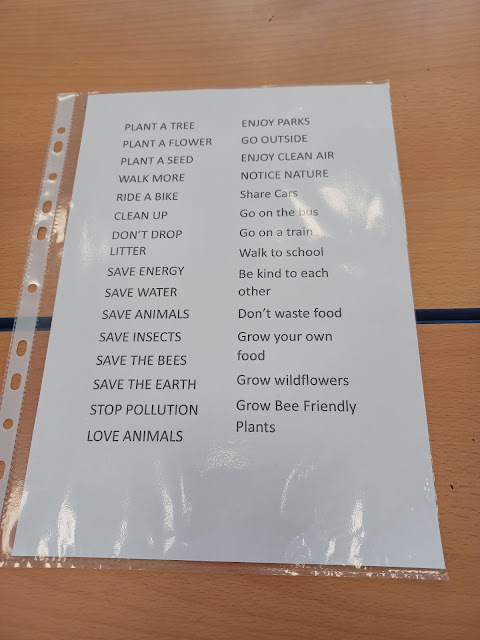 PLANT A TREE
PLANT A FLOWER
PLANT A SEED
WALK MORE
RIDE A BIKE
CLEAN UP
DON'T DROP
LITTER
SAVE ENERGY
SAVE WATER
SAVE ANIMALS
SAVE INSECTS
SAVE THE BEES
SAVE THE EARTH
STOP POLLUTION
LOVE ANIMALS
ENJOY PARKS
GO OUTSIDE
ENJOY CLEAN AIR
NOTICE NATURE
Share Cars
Go on the bus
Go on a train
Walk to school
Be kind to each
other
Don't waste food
Grow your own
food
Grow wildflowers
Grow Bee Friendly
Plants